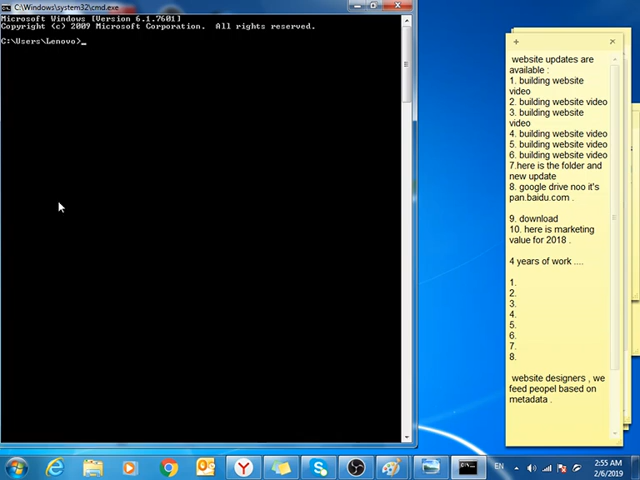 C:\Windows\system32\cmd.exe
Microsoft Windows [Version 6.1.7601]
Copyright (c) 2009 Microsoft Corporation.  All rights reserved.
C:\Users\Lenovo>_
website updates are
available :
1. building website
video
2. building website video
3. building website
video
4. building website video
5. building website video
6. building website video
7.here is the folder and
new update
8. google drive noo it's
pan.baidu.com .
9. download
10. here is marketing
value for 2018 .
4 years of work ....
1.
2.
3.
4.
5.
6.
7.
8.
website designers , we
feed peopel based on
metadata .
EN
2:55 AM
2/6/2019